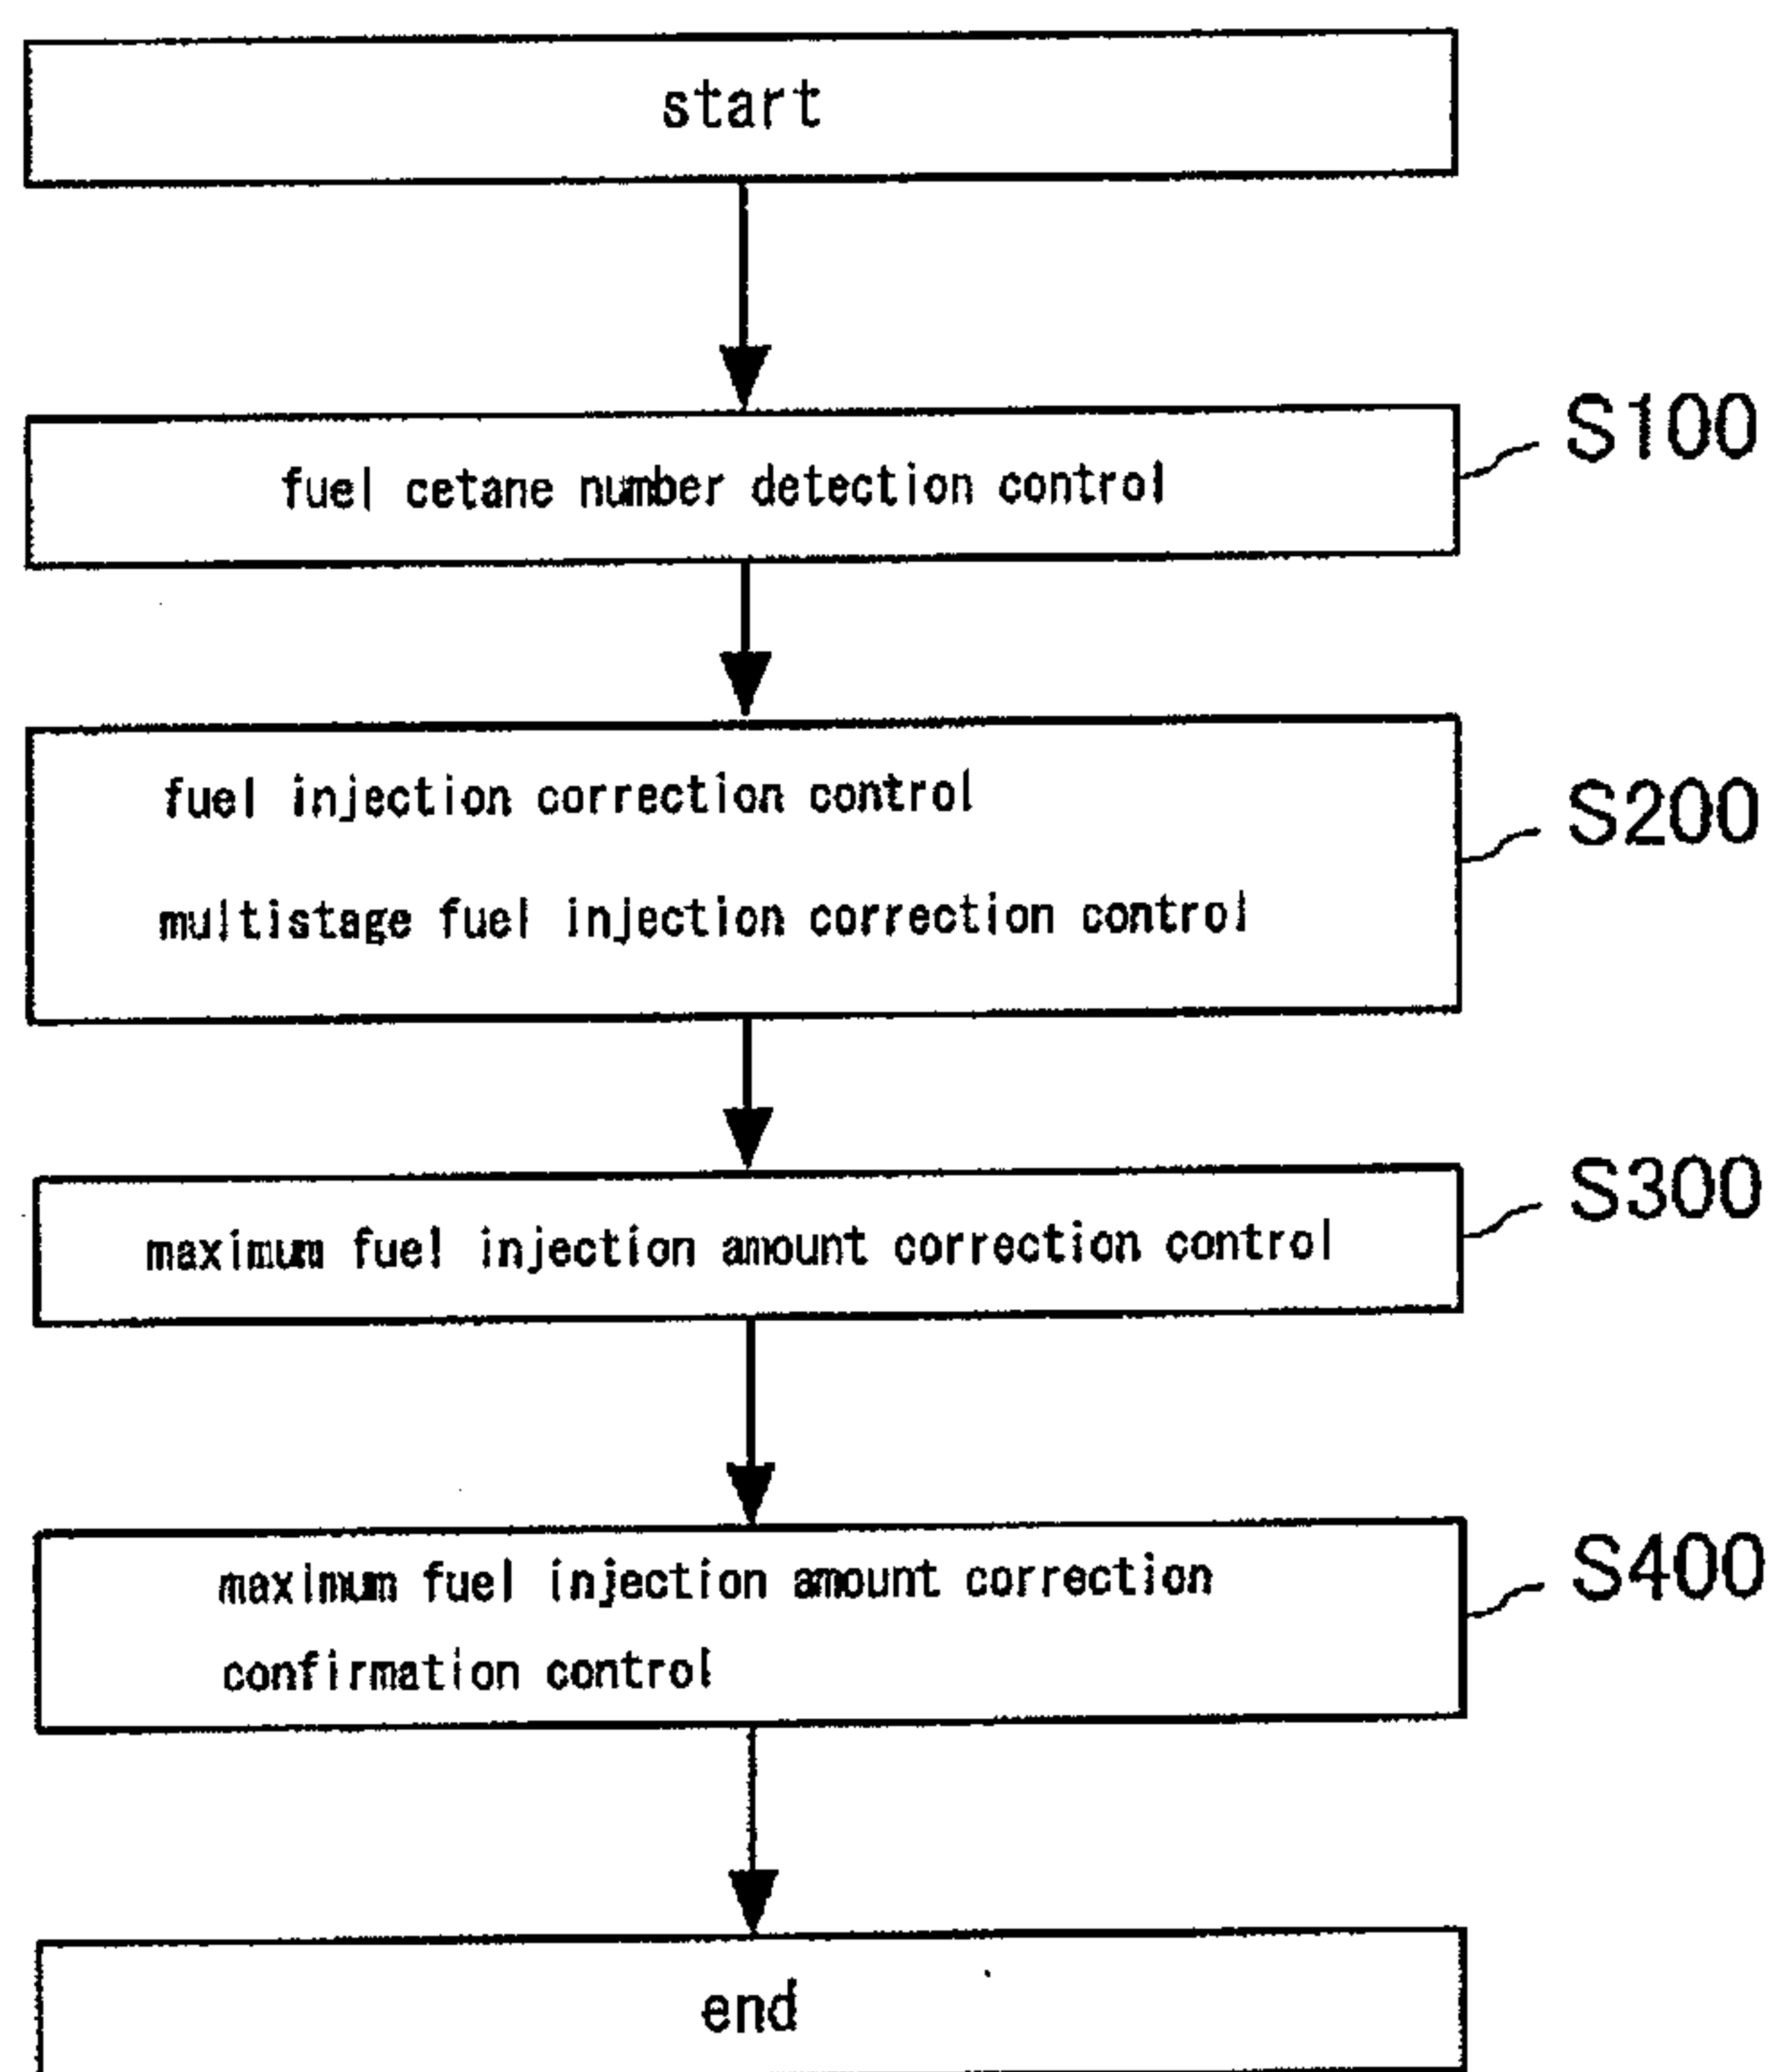 start
S100
fuel cetane number detection control
fuel injection correction control
S200
multistage fuel injection correction control
S300
maximum fuel injection amount correction control
maximum fuel injection amount correction
S400
confirmation control
end